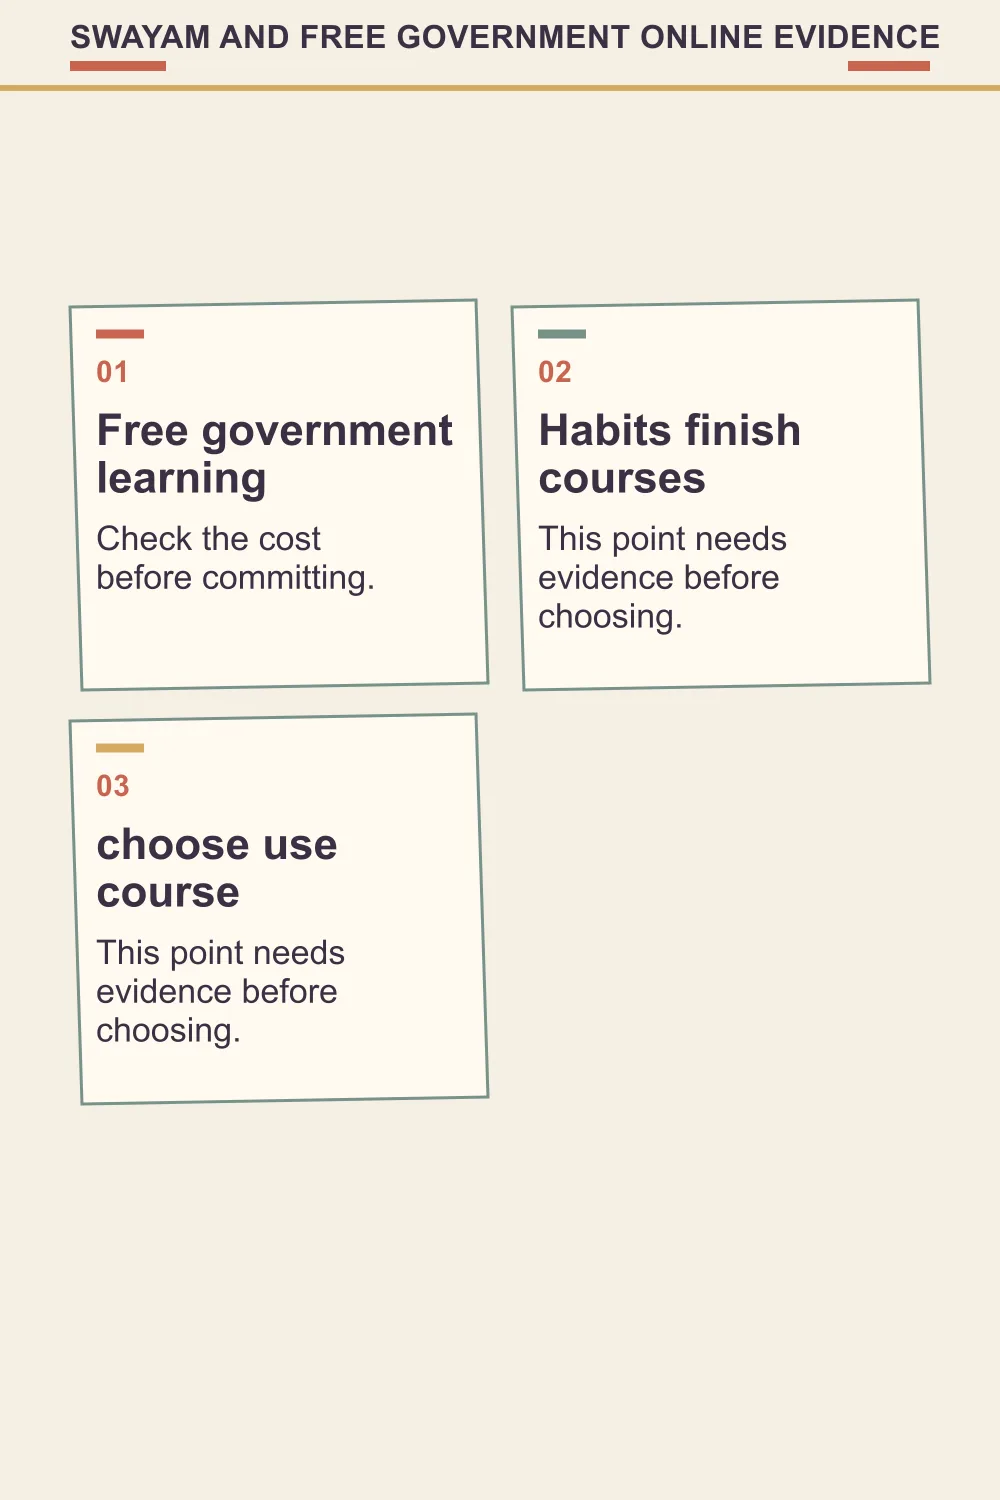 SWAYAM AND FREE GOVERNMENT ONLINE EVIDENCE
01
Free government
learning
Check the cost
before committing.
02
Habits finish
courses
This point needs
evidence before
choosing.
03
choose use
course
This point needs
evidence before
choosing.